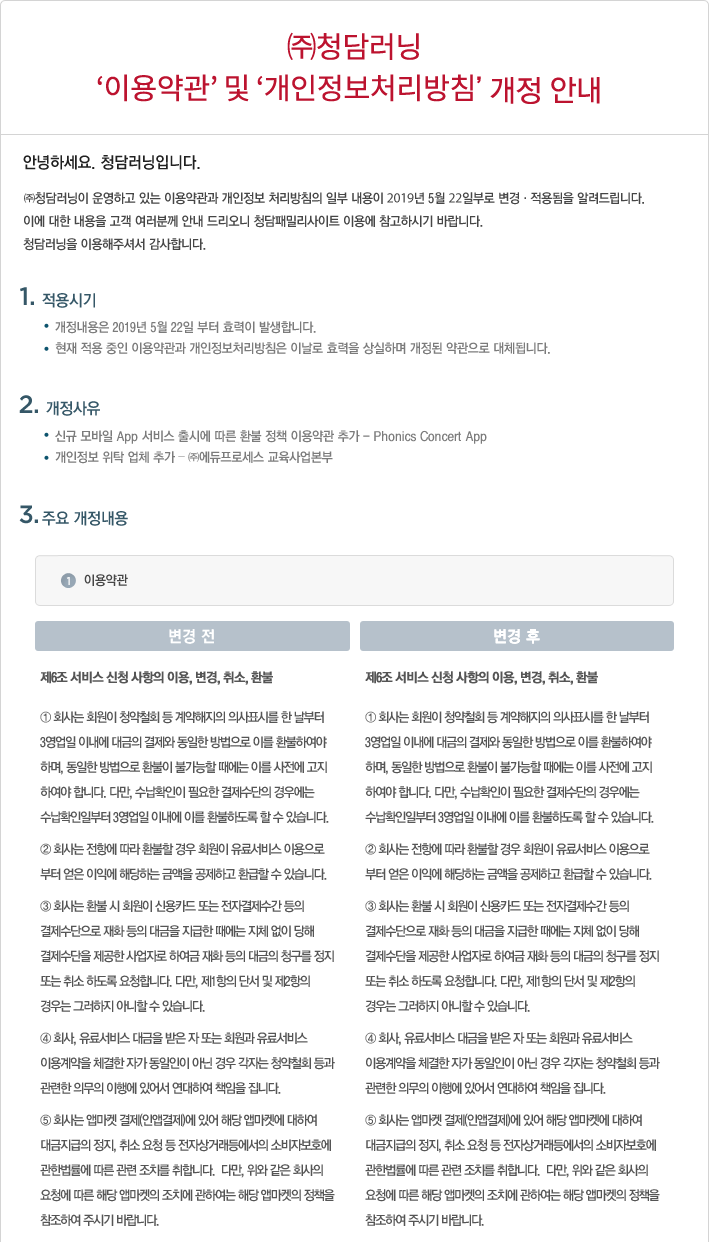 ㈜청담러닝
‘이용약관’ 및 ‘개인정보처리방침’ 개정 안내
안녕하세요. 청담러닝입니다.
㈜청담러닝이 운영하고 있는 이용약관과 개인정보 처리방침의 일부 내용이 2019년 5월 22일부로 변경 · 적용됨을 알려드립니다.
이에 대한 내용을 고객 여러분께 안내 드리오니 청담패밀리사이트 이용에 참고하시기 바랍니다.
청담러닝을 이용해주셔서 감사합니다.
1. 적용시기
• 개정내용은 2019년 5월 22일 부터 효력이 발생합니다.
• 현재 적용 중인 이용약관과 개인정보처리방침은 이날로 효력을 상실하며 개정된 약관으로 대체됩니다.
2. 개정사유
• 신규 모바일 App 서비스 출시에 따른 환불 정책 이용약관 추가 – Phonics Concert App
• 개인정보 위탁 업체 추가 – ㈜에듀프로세스 교육사업본부
3. 주요 개정내용
1 이용약관
변경 전
제6조 서비스 신청 사항의 이용, 변경, 취소, 환불
① 회사는 회원이 청약철회 등 계약해지의 의사표시를 한 날부터
3영업일 이내에 대금의 결제와 동일한 방법으로 이를 환불하여야
하며, 동일한 방법으로 환불이 불가능할 때에는 이를 사전에 고지
하여야 합니다. 다만, 수납확인이 필요한 결제수단의 경우에는
수납확인일부터 3영업일 이내에 이를 환불하도록 할 수 있습니다.
② 회사는 전항에 따라 환불할 경우 회원이 유료서비스 이용으로
부터 얻은 이익에 해당하는 금액을 공제하고 환급할 수 있습니다.
③ 회사는 환불 시 회원이 신용카드 또는 전자결제수간 등의
결제수단으로 재화 등의 대금을 지급한 때에는 지체 없이 당해
결제수단을 제공한 사업자로 하여금 재화 등의 대금의 청구를 정지
또는 취소 하도록 요청합니다. 다만, 제1항의 단서 및 제2항의
경우는 그러하지 아니할 수 있습니다.
④ 회사, 유료서비스 대금을 받은 자 또는 회원과 유료서비스
이용계약을 체결한 자가 동일인이 아닌 경우 각자는 청약철회 등과
관련한 의무의 이행에 있어서 연대하여 책임을 집니다.
⑤ 회사는 앱마켓 결제(인앱결제)에 있어 해당 앱마켓에 대하여
대금지급의 정지, 취소 요청 등 전자상거래등에서의 소비자보호에
관한법률에 따른 관련 조치를 취합니다. 다만, 위와 같은 회사의
요청에 따른 해당 앱마켓의 조치에 관하여는 해당 앱마켓의 정책을
참조하여 주시기 바랍니다.
변경 후
제6조 서비스 신청 사항의 이용, 변경, 취소, 환불
① 회사는 회원이 청약철회 등 계약해지의 의사표시를 한 날부터
3영업일 이내에 대금의 결제와 동일한 방법으로 이를 환불하여야
하며, 동일한 방법으로 환불이 불가능할 때에는 이를 사전에 고지
하여야 합니다. 다만, 수납확인이 필요한 결제수단의 경우에는
수납확인일부터 3영업일 이내에 이를 환불하도록 할 수 있습니다.
② 회사는 전항에 따라 환불할 경우 회원이 유료서비스 이용으로
부터 얻은 이익에 해당하는 금액을 공제하고 환급할 수 있습니다.
③ 회사는 환불 시 회원이 신용카드 또는 전자결제수간 등의
결제수단으로 재화 등의 대금을 지급한 때에는 지체 없이 당해
결제수단을 제공한 사업자로 하여금 재화 등의 대금의 청구를 정지
또는 취소 하도록 요청합니다. 다만, 제1항의 단서 및 제2항의
경우는 그러하지 아니할 수 있습니다.
④ 회사, 유료서비스 대금을 받은 자 또는 회원과 유료서비스
이용계약을 체결한 자가 동일인이 아닌 경우 각자는 청약철회 등과
관련한 의무의 이행에 있어서 연대하여 책임을 집니다.
⑤ 회사는 앱마켓 결제(인앱결제)에 있어 해당 앱마켓에 대하여
대금지급의 정지, 취소 요청 등 전자상거래등에서의 소비자보호에
관한법률에 따른 관련 조치를 취합니다. 다만, 위와 같은 회사의
요청에 따른 해당 앱마켓의 조치에 관하여는 해당 앱마켓의 정책을
참조하여 주시기 바랍니다.